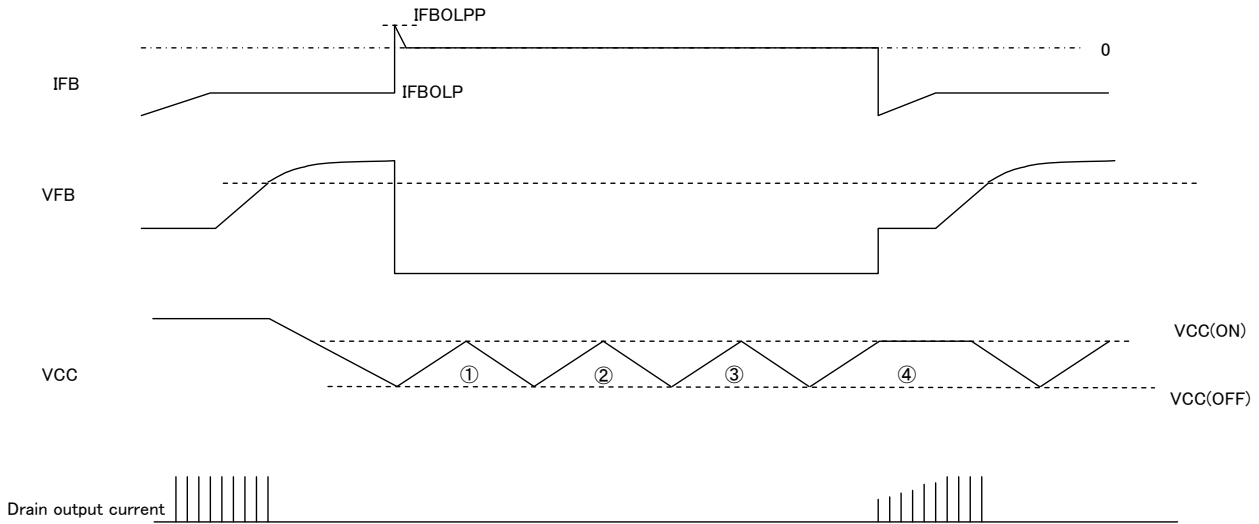 IFBOLPP
0
IFB
IFBOLP
VFB
VCC(ON)
VCC
①
②
③
④
VCC(OFF)
Drain output current